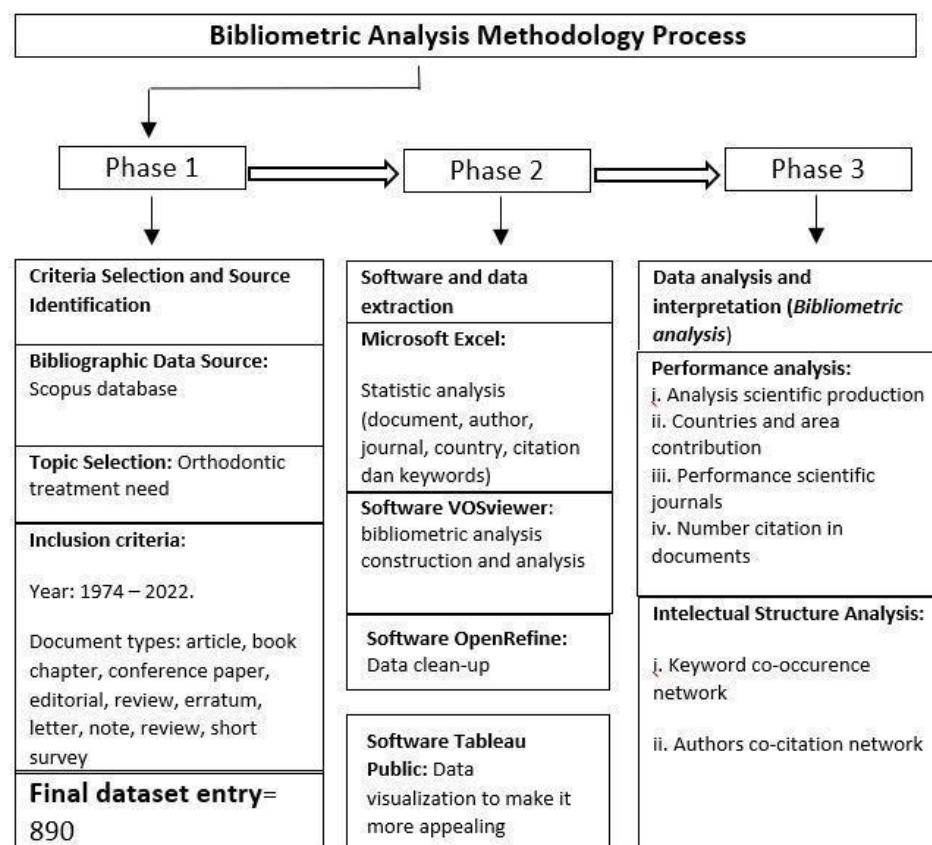 Bibliometric Analysis Methodology Process
Phase 1
Phase 2
Phase 3
Criteria Selection and Source
Identification
Bibliographic Data Source:
Scopus database
Topic Selection: Orthodontic
treatment need
Inclusion criteria:
Year: 1974 – 2022.
Document types: article, book
chapter, conference paper,
editorial, review, erratum,
letter, note, review, short
survey
Final dataset entry=
890
Software and data
extraction
Microsoft Excel:
Statistic analysis
(document, author,
journal, country, citation
dan keywords)
Software VOSviewer:
bibliometric analysis
construction and analysis
Software OpenRefine:
Data clean-up
Software Tableau
Public: Data
visualization to make it
more appealing
Data analysis and
interpretation (Bibliometric
analysis)
Performance analysis:
i. Analysis scientific production
ii. Countries and area
contribution
iii. Performance scientific
journals
iv. Number citation in
documents
Intelectual Structure Analysis:
i. Keyword co-occurence
network
ii. Authors co-citation network